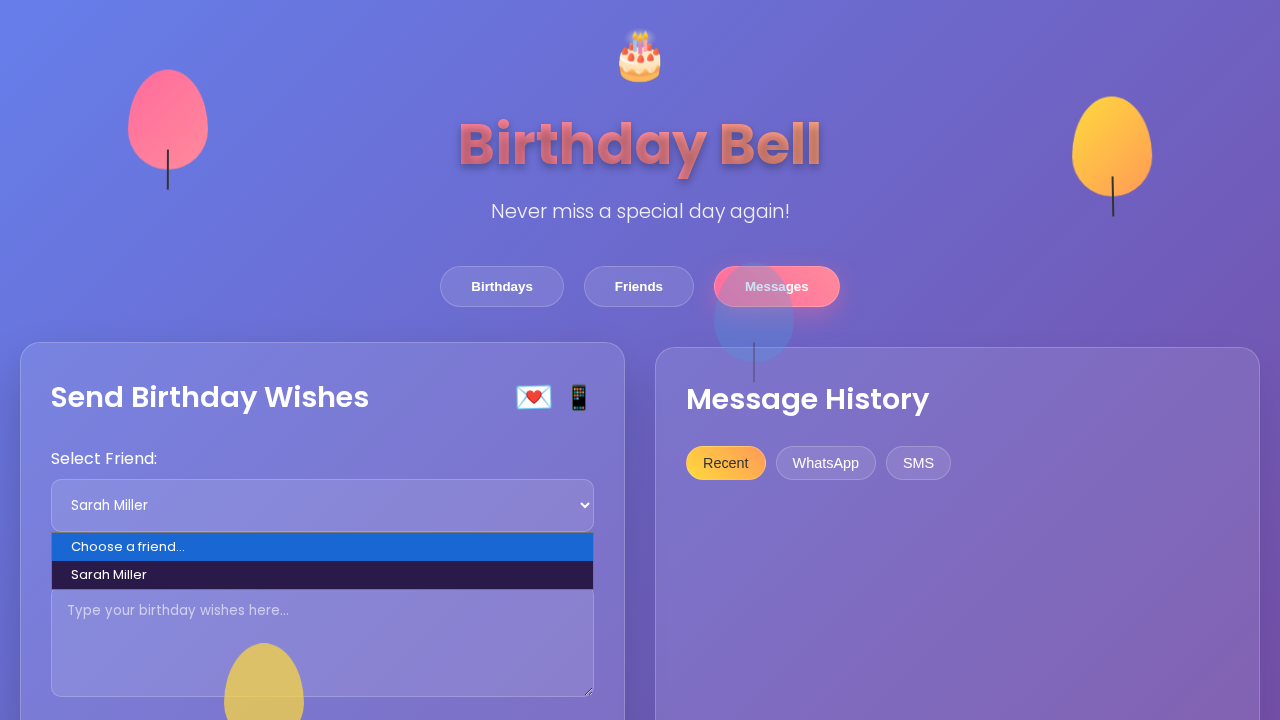 Birthday Bell
Never miss a special day again!
Birthdays
Friends
Messages
Send Birthday Wishes
Select Friend:
Sarah Miller
Choose a friend...
Sarah Miller
Type your birthday wishes here...
Message History
Recent
WhatsApp
SMS